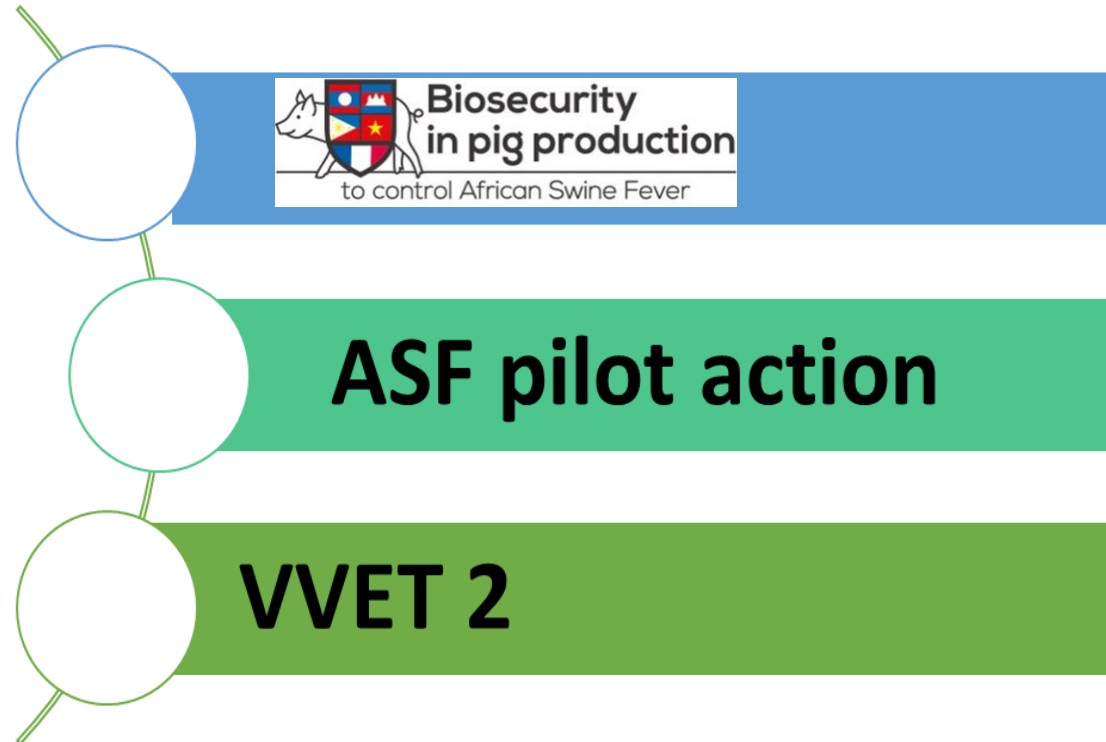 Biosecurity
in pig production
to control African Swine Fever
ASF pilot action
VVET 2